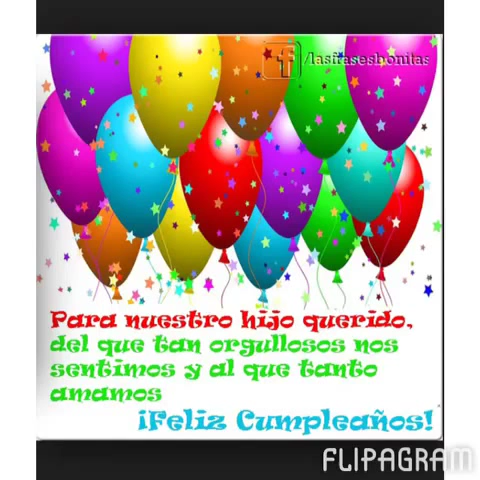 f /lasfrasesbonitas
Para nuestro hijo querido,
del que tan orgullosos nos
sentimos y al que tanto
amamos
¡Feliz Cumpleaños!
FLIPAGRAM